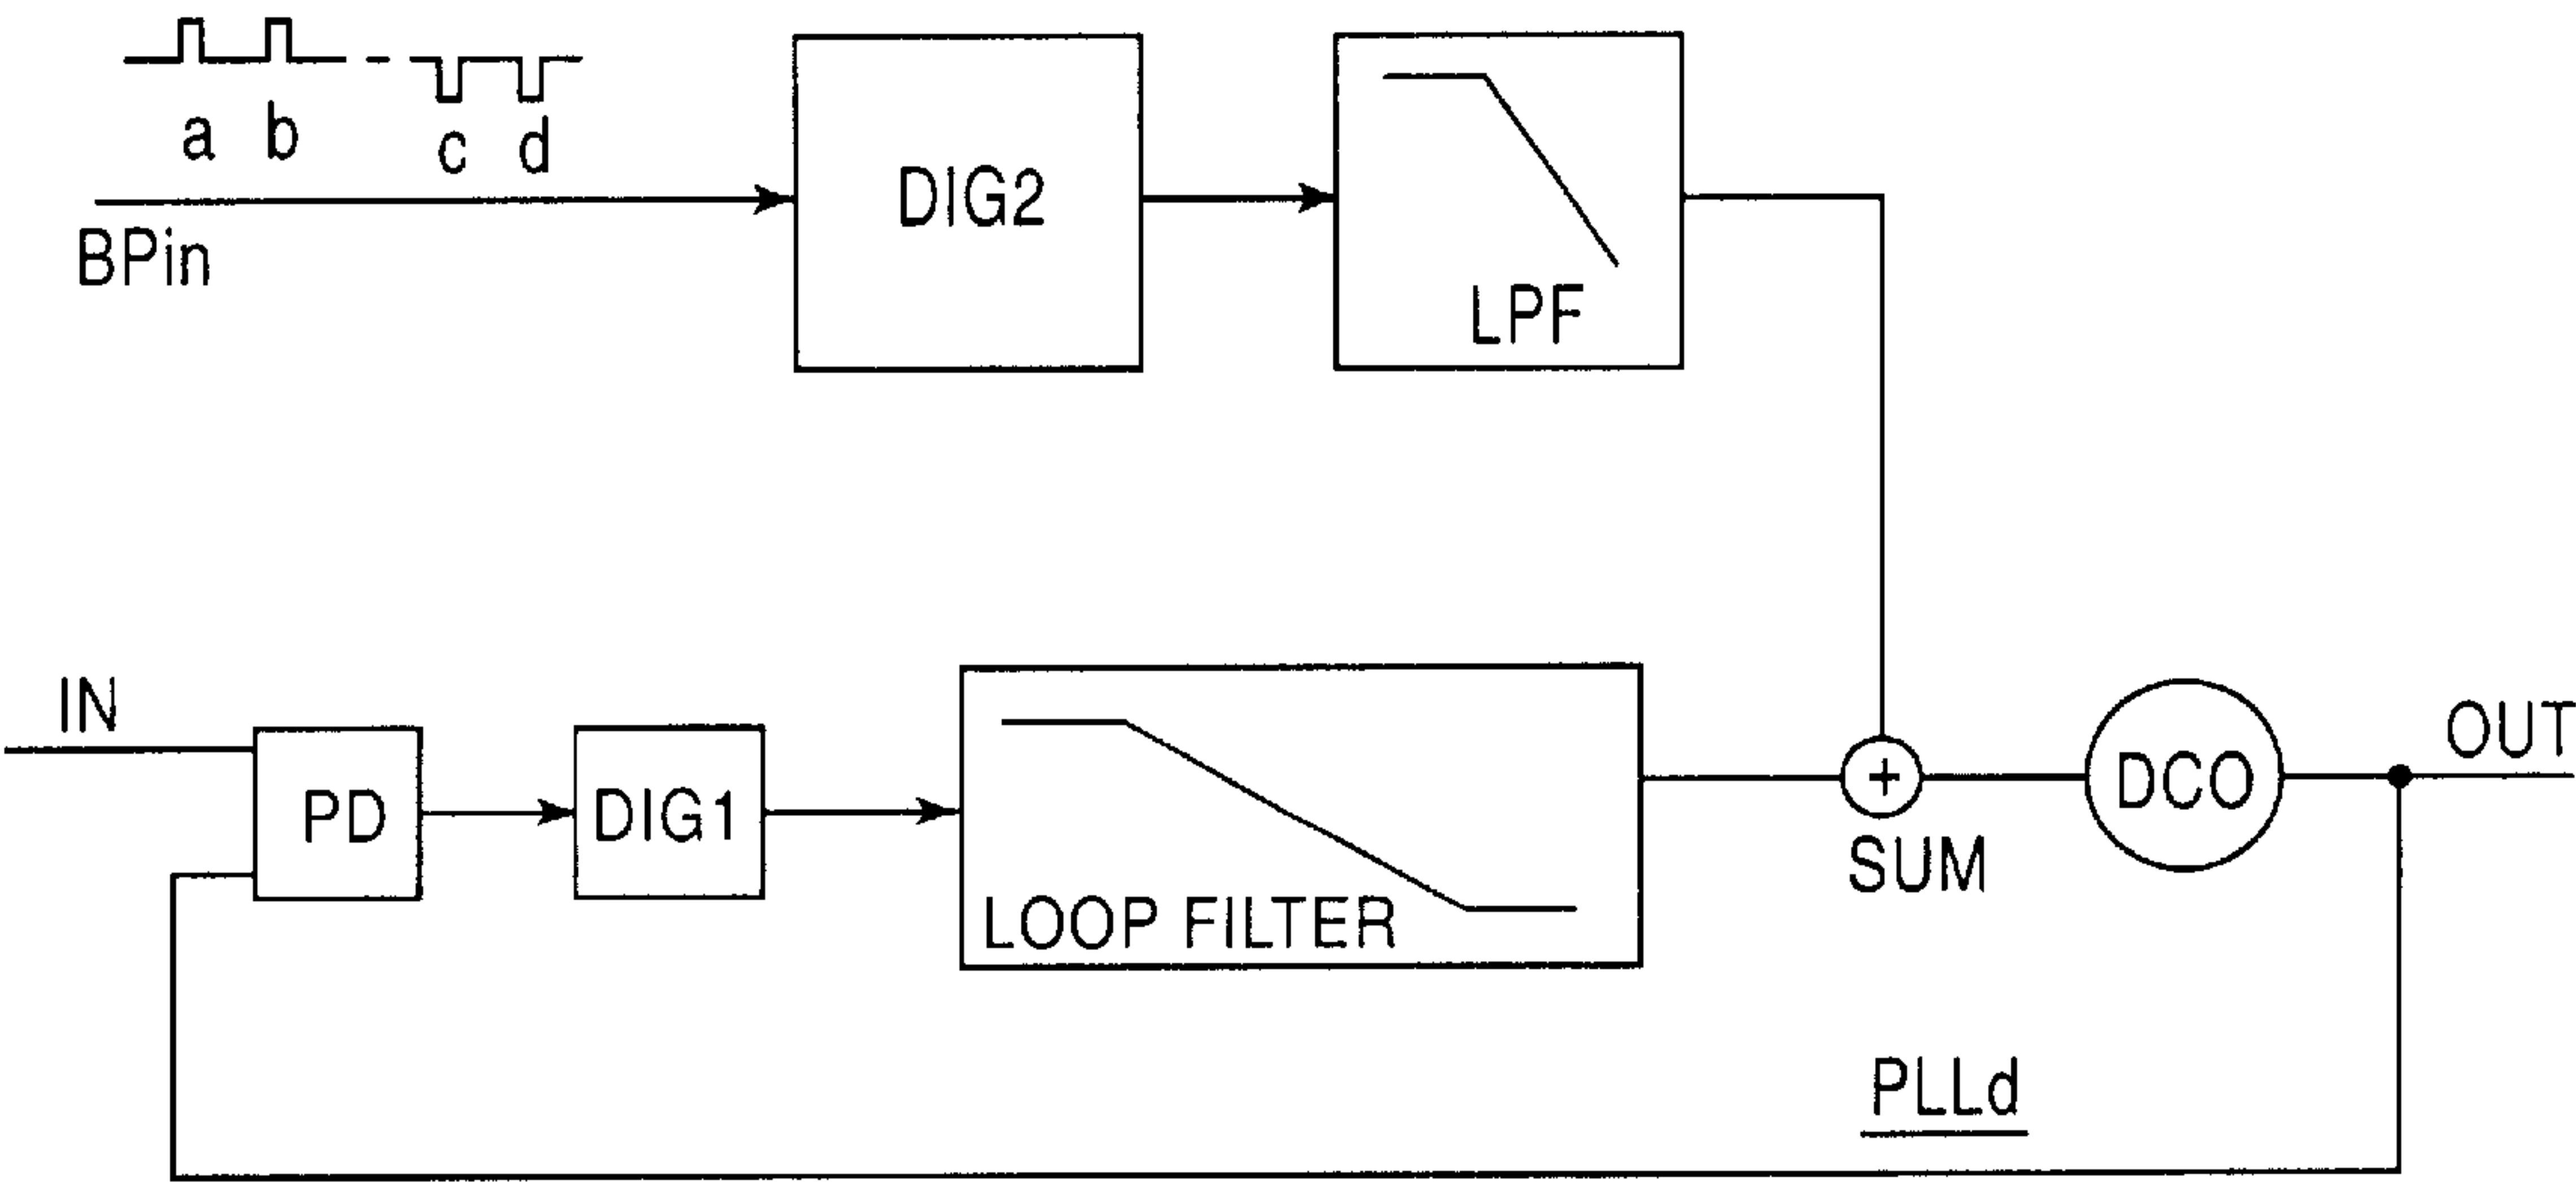 a b c d
BPin
DIG2
LPF
IN
PD
DIG1
LOOP FILTER
+
SUM
DCO
OUT
PLLd